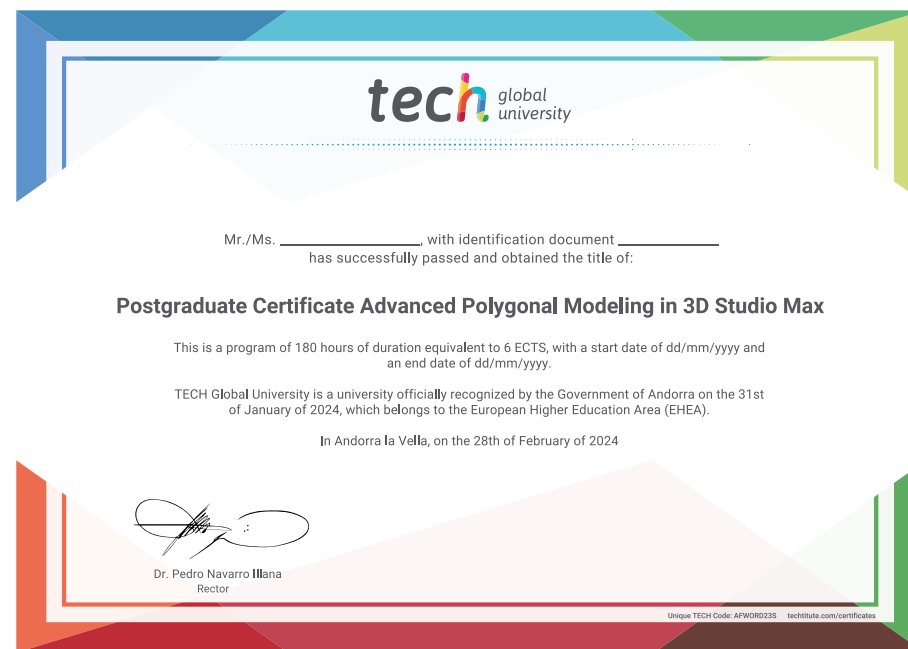 tech global
university
Mr./Ms. ____________________, with identification document ______________
has successfully passed and obtained the title of:
Postgraduate Certificate Advanced Polygonal Modeling in 3D Studio Max
This is a program of 180 hours of duration equivalent to 6 ECTS, with a start date of dd/mm/yyyy and
an end date of dd/mm/yyyy.
TECH Global University is a university officially recognized by the Government of Andorra on the 31st
of January of 2024, which belongs to the European Higher Education Area (EHEA).
In Andorra la Vella, on the 28th of February of 2024
Dr. Pedro Navarro Illana
Rector
Unique TECH Code: AFWORD23S techtitute.com/certificates